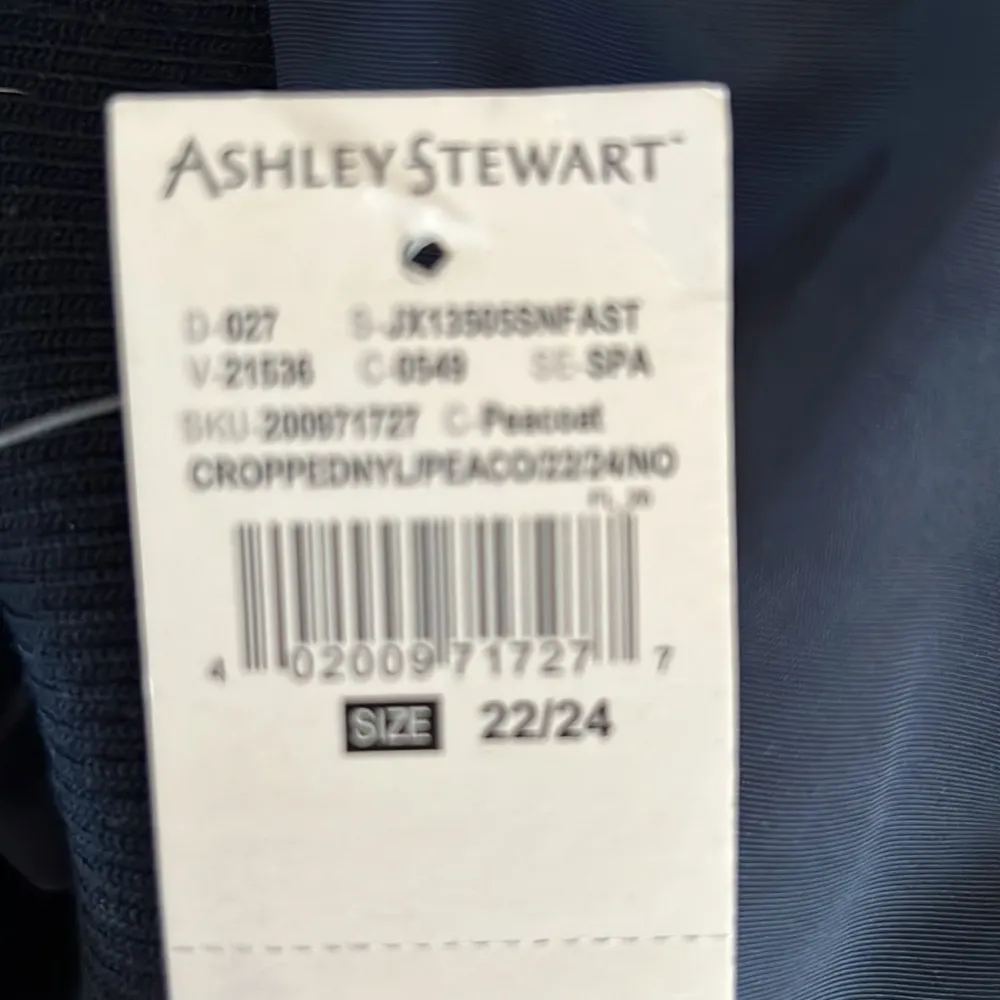 ASHLEY STEWART™
D-027 S-JX13505SNFAST
V-21536 C-0549 SE-SPA
SKU-200971727 C-Peacoat
CROPPEDNYL/PEACO/22/24/NO
4 02009 71727 7
SIZE 22/24